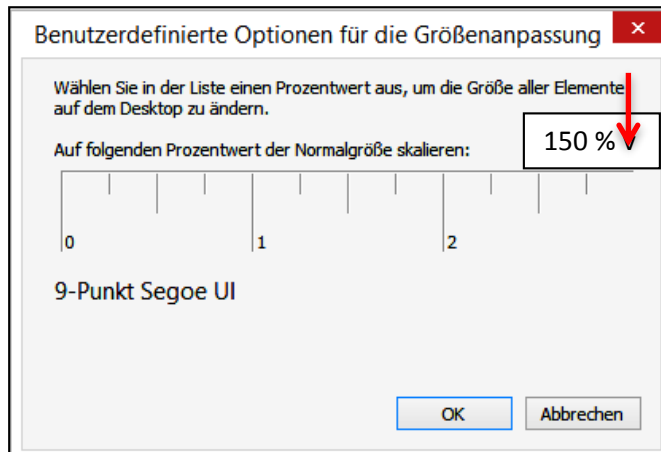 Benutzerdefinierte Optionen für die Größenanpassung
Wählen Sie in der Liste einen Prozentwert aus, um die Größe aller Elemente
auf dem Desktop zu ändern.
Auf folgenden Prozentwert der Normalgröße skalieren:
150 % v
0 1 2
9-Punkt Segoe UI
OK Abbrechen